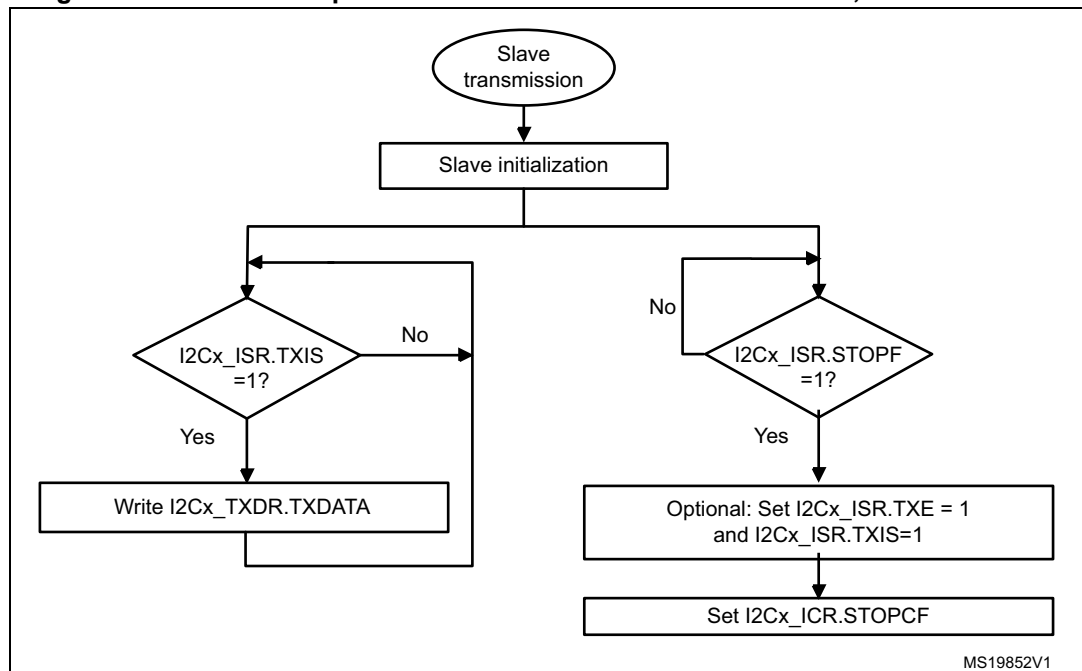 Slave
transmission
Slave initialization
No
I2Cx_ISR.TXIS
=1?
Yes
Write I2Cx_TXDR.TXDATA
No
I2Cx_ISR.STOPF
=1?
Yes
Optional: Set I2Cx_ISR.TXE = 1
and I2Cx_ISR.TXIS=1
Set I2Cx_ICR.STOPCF
MS19852V1